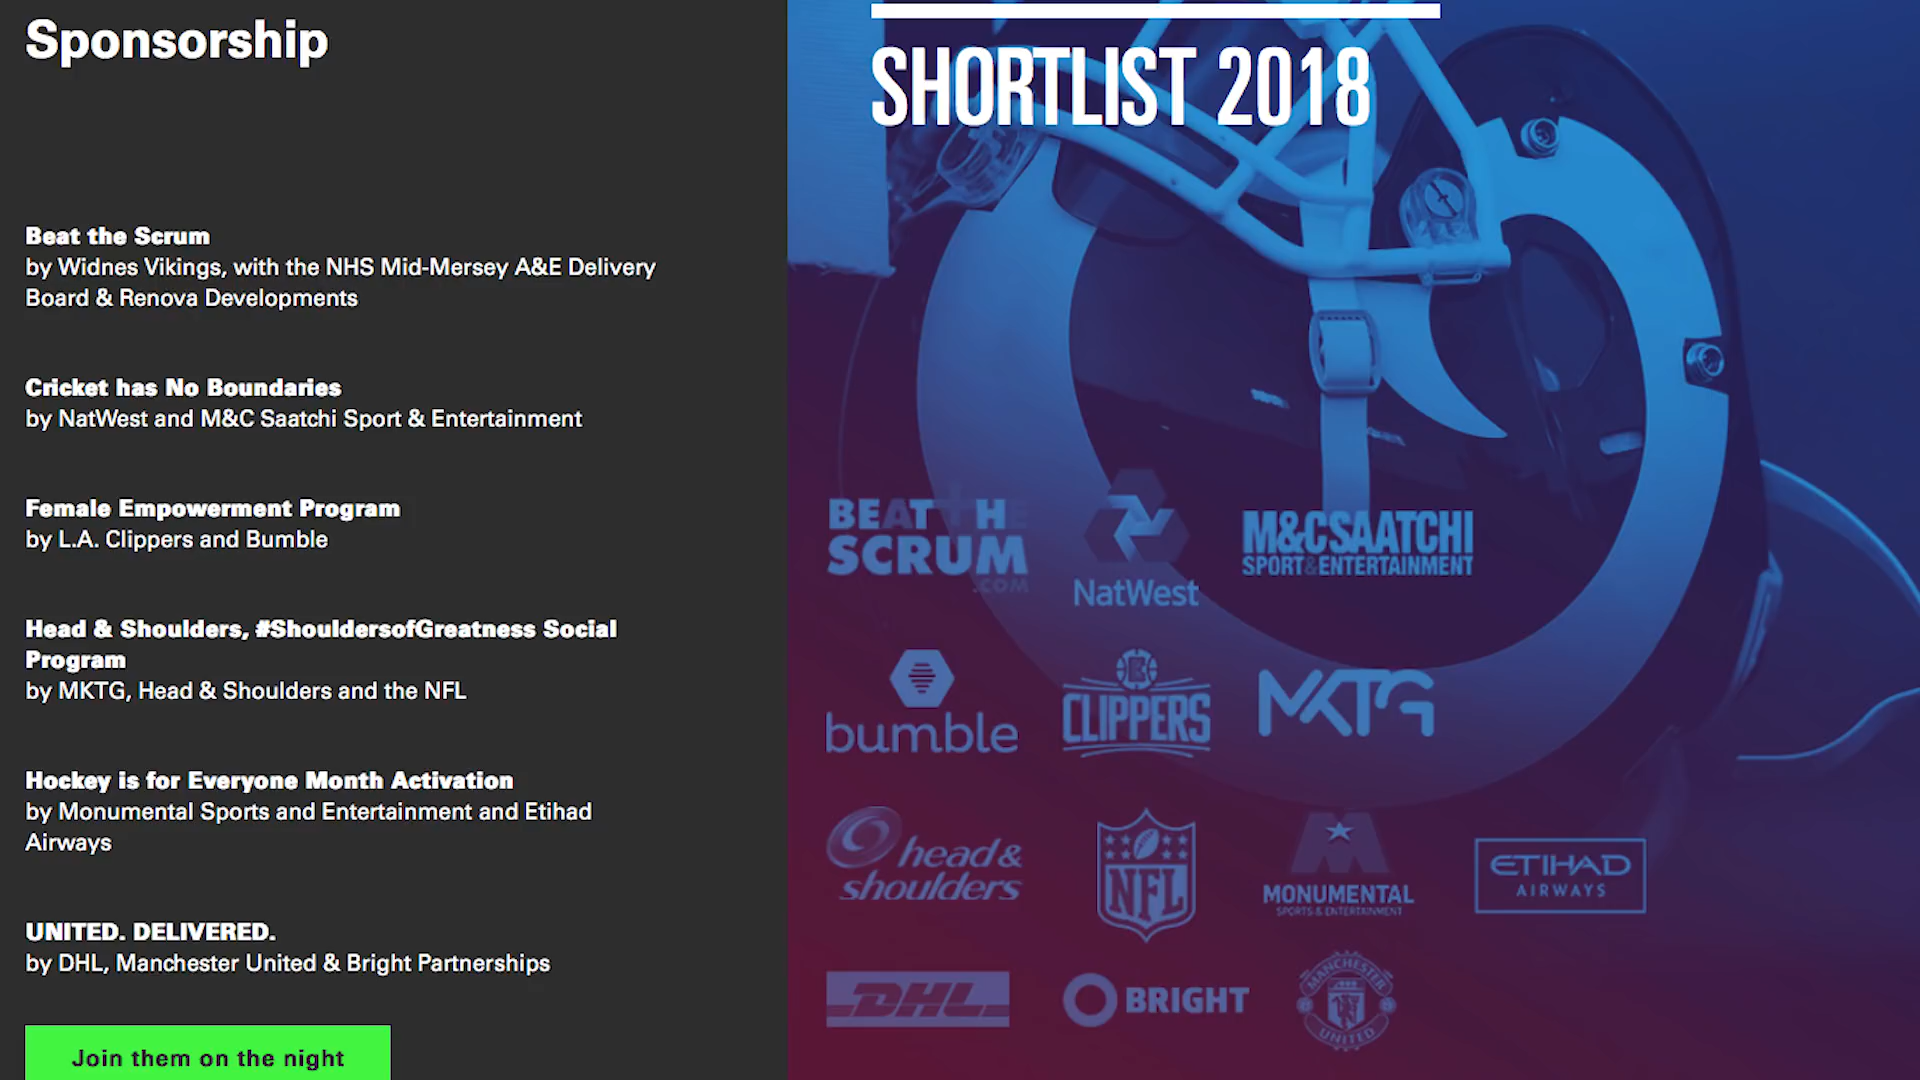 Sponsorship
Beat the Scrum
by Widnes Vikings, with the NHS Mid-Mersey A&E Delivery
Board & Renova Developments
Cricket has No Boundaries
by NatWest and M&C Saatchi Sport & Entertainment
Female Empowerment Program
by L.A. Clippers and Bumble
Head & Shoulders, #ShouldersofGreatness Social
Program
by MKTG, Head & Shoulders and the NFL
Hockey is for Everyone Month Activation
by Monumental Sports and Entertainment and Etihad
Airways
UNITED. DELIVERED.
by DHL, Manchester United & Bright Partnerships
Join them on the night
SHORTLIST 2018
BEAT THE
SCRUM
.COM
NatWest
M&CSAATCHI
SPORT&ENTERTAINMENT
bumble
CLIPPERS
MKTG
head&
shoulders
NFL
MONUMENTAL
SPORTS & ENTERTAINMENT
ETIHAD
AIRWAYS
DHL
BRIGHT
MANCHESTER
UNITED